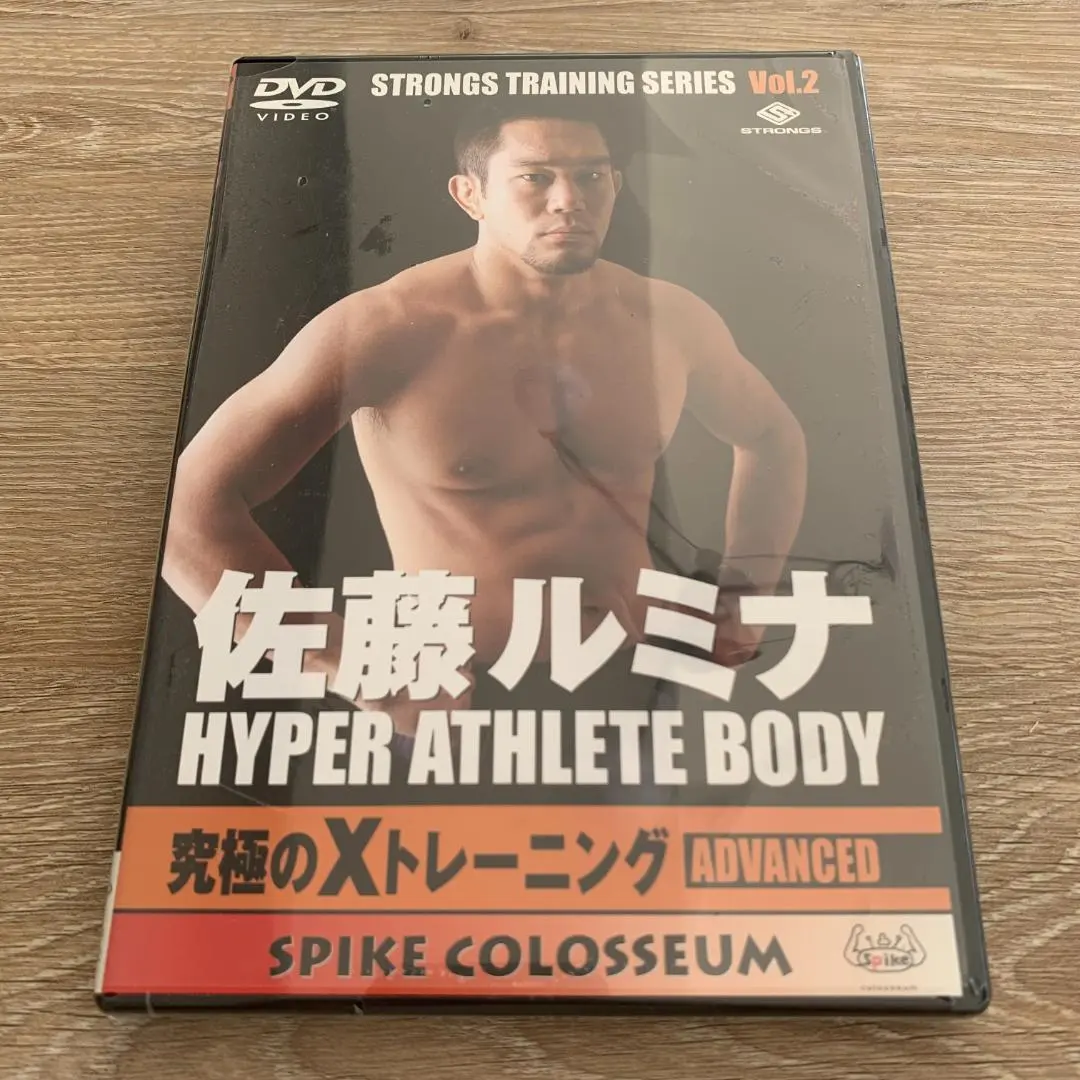 DVD
VIDEO
STRONGS TRAINING SERIES Vol.2
STRONGS
佐藤ルミナ
HYPER ATHLETE BODY
究極のXトレーニング ADVANCED
SPIKE COLOSSEUM
Spike